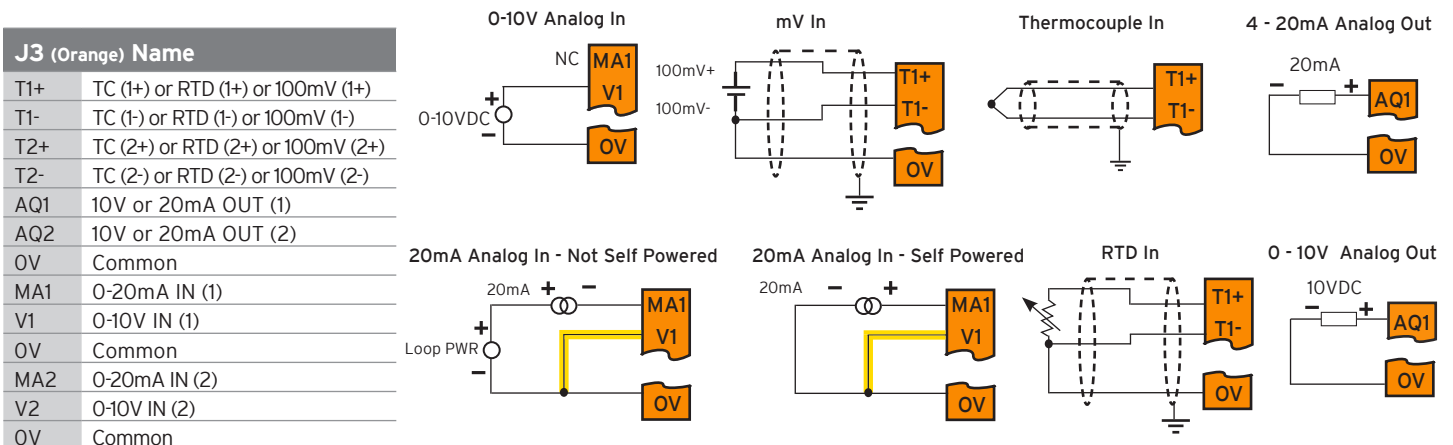 J3 (Orange) Name
T1+ TC (1+) or RTD (1+) or 100mV (1+)
T1- TC (1-) or RTD (1-) or 100mV (1-)
T2+ TC (2+) or RTD (2+) or 100mV (2+)
T2- TC (2-) or RTD (2-) or 100mV (2-)
AQ1 10V or 20mA OUT (1)
AQ2 10V or 20mA OUT (2)
0V Common
MA1 0-20mA IN (1)
V1 0-10V IN (1)
0V Common
MA2 0-20mA IN (2)
V2 0-10V IN (2)
0V Common
0-10V Analog In
NC MA1
V1
+
0-10VDC
−
0V
mV In
100mV+
T1+
100mV-
T1-
0V
Thermocouple In
T1+
T1-
4 - 20mA Analog Out
20mA
− + AQ1
0V
20mA Analog In - Not Self Powered
20mA + −
MA1
V1
+
Loop PWR
−
0V
20mA Analog In - Self Powered
20mA − +
MA1
V1
0V
RTD In
T1+
T1-
0V
0 - 10V Analog Out
10VDC
− + AQ1
0V